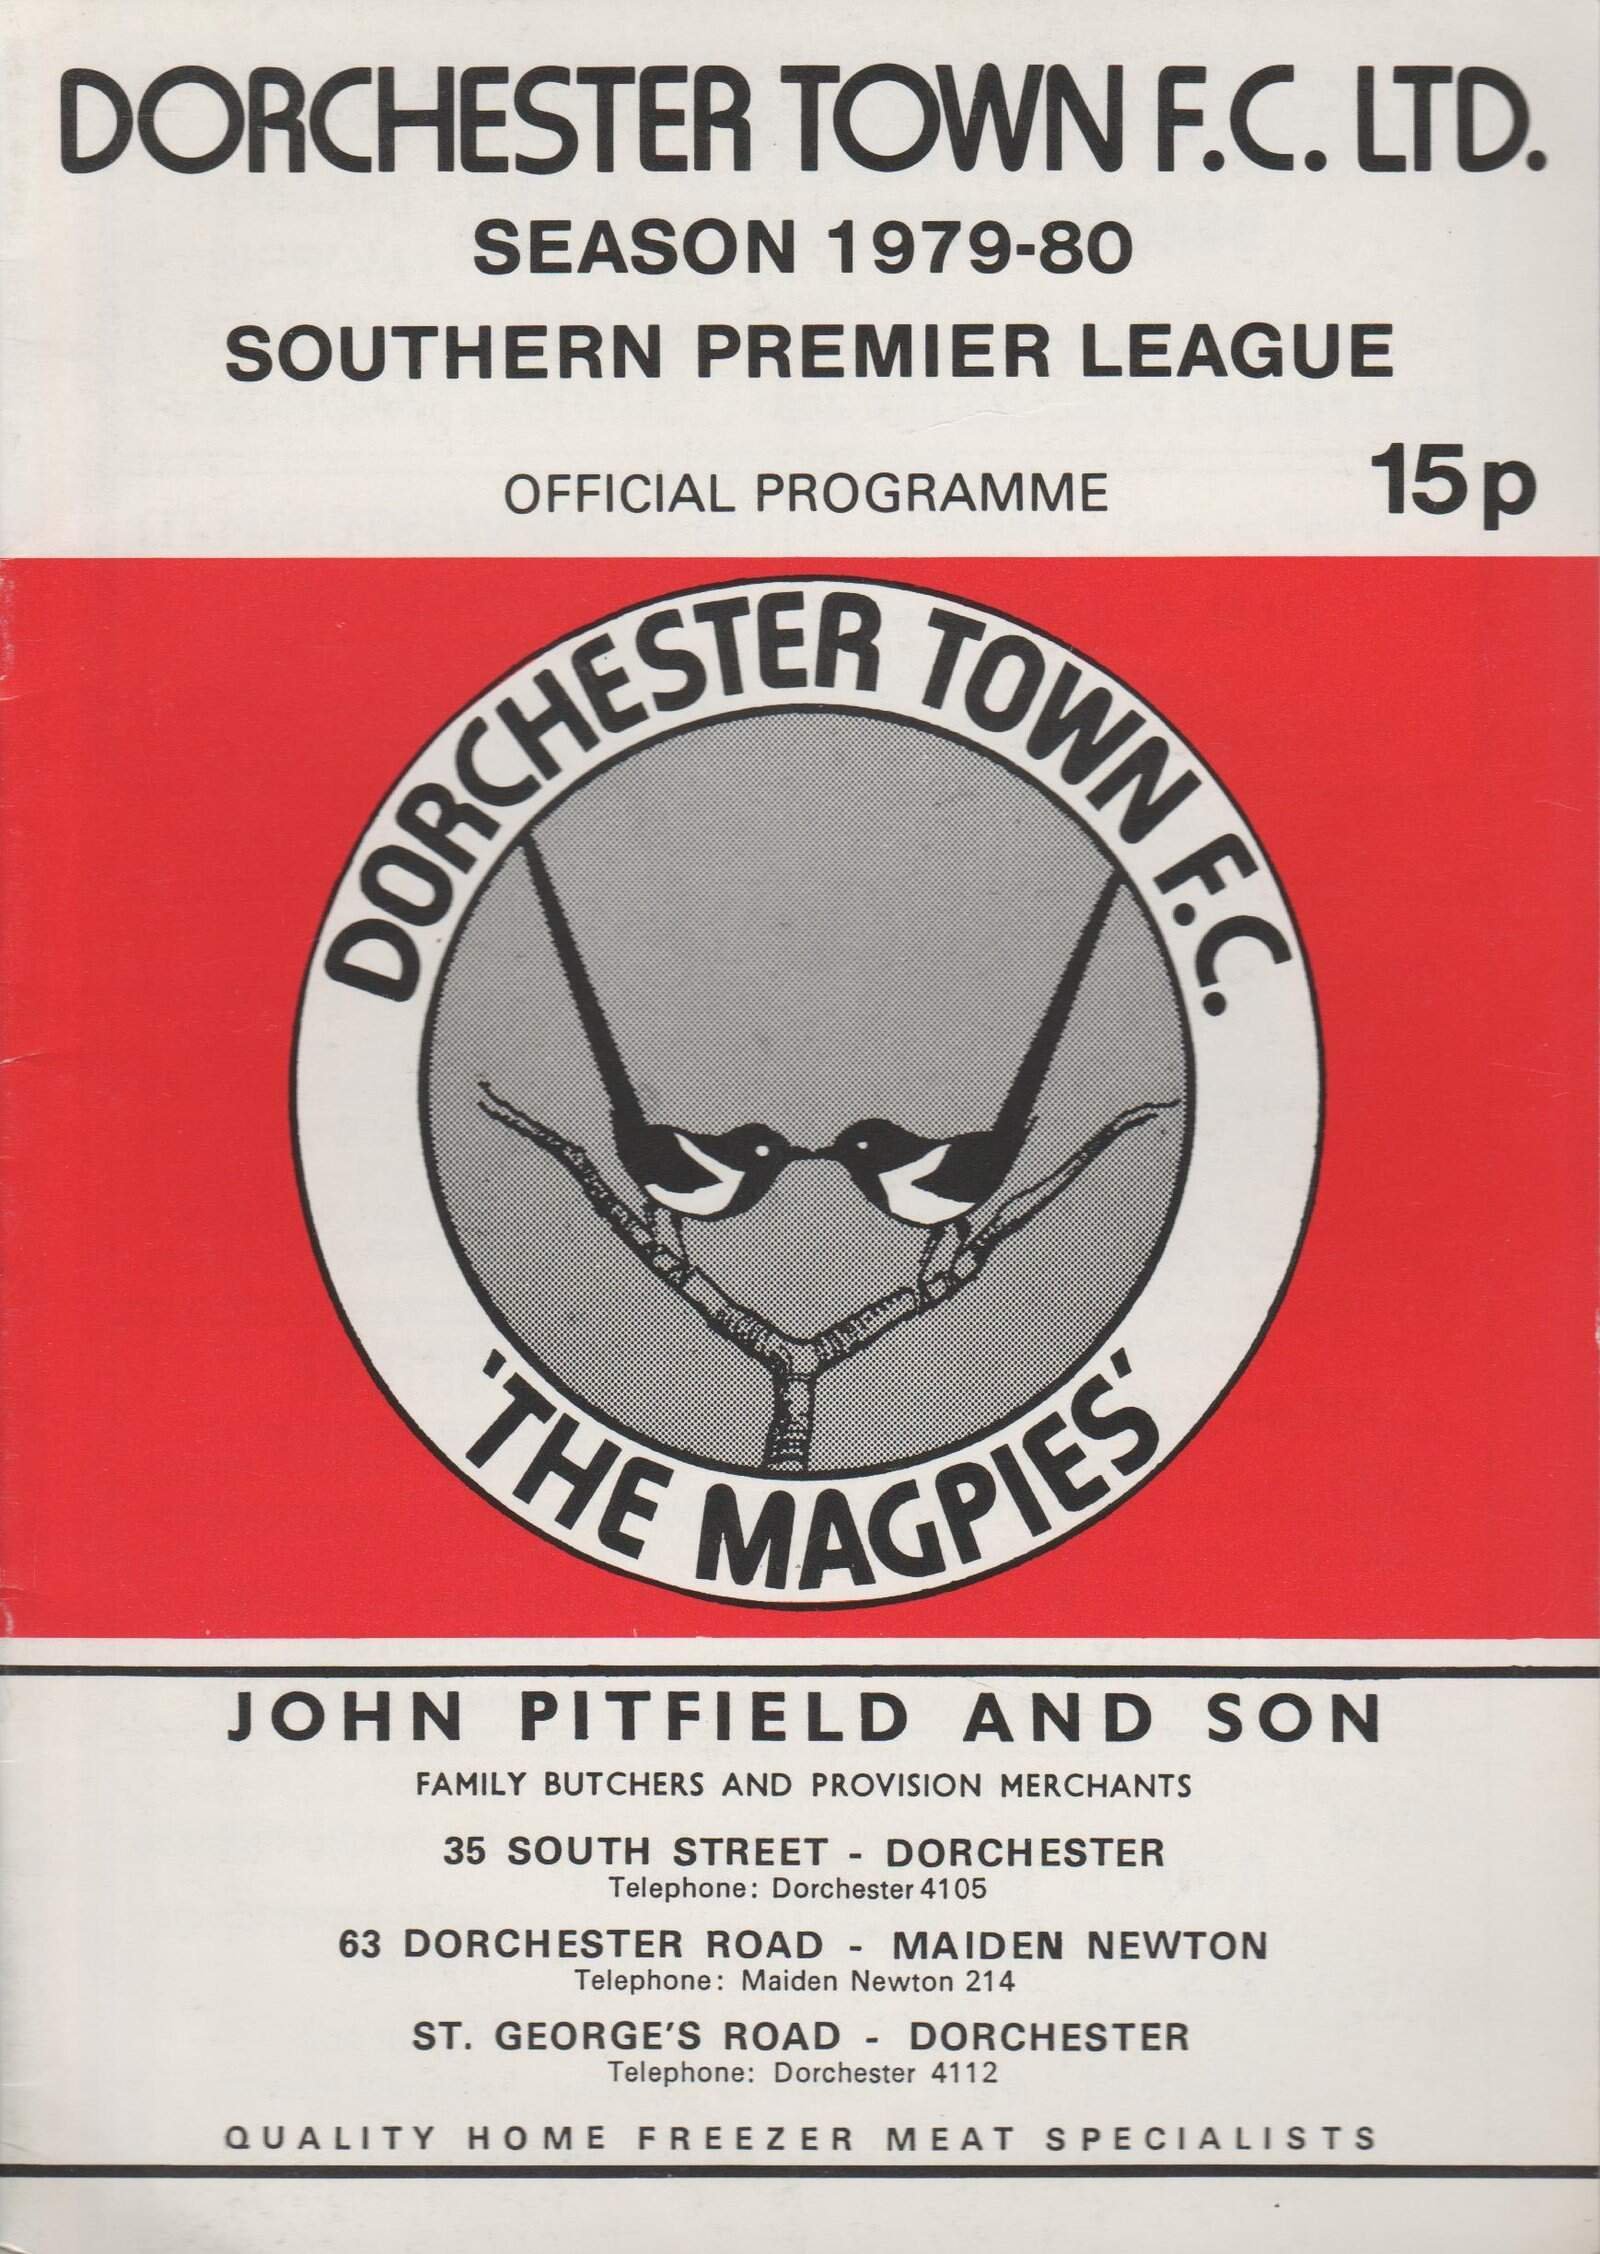 DORCHESTER TOWN F.C. LTD.
SEASON 1979-80
SOUTHERN PREMIER LEAGUE
OFFICIAL PROGRAMME
15p
DORCHESTER TOWN F.C.
'THE MAGPIES'
JOHN PITFIELD AND SON
FAMILY BUTCHERS AND PROVISION MERCHANTS
35 SOUTH STREET - DORCHESTER
Telephone: Dorchester 4105
63 DORCHESTER ROAD - MAIDEN NEWTON
Telephone: Maiden Newton 214
ST. GEORGE'S ROAD - DORCHESTER
Telephone: Dorchester 4112
QUALITY HOME FREEZER MEAT SPECIALISTS